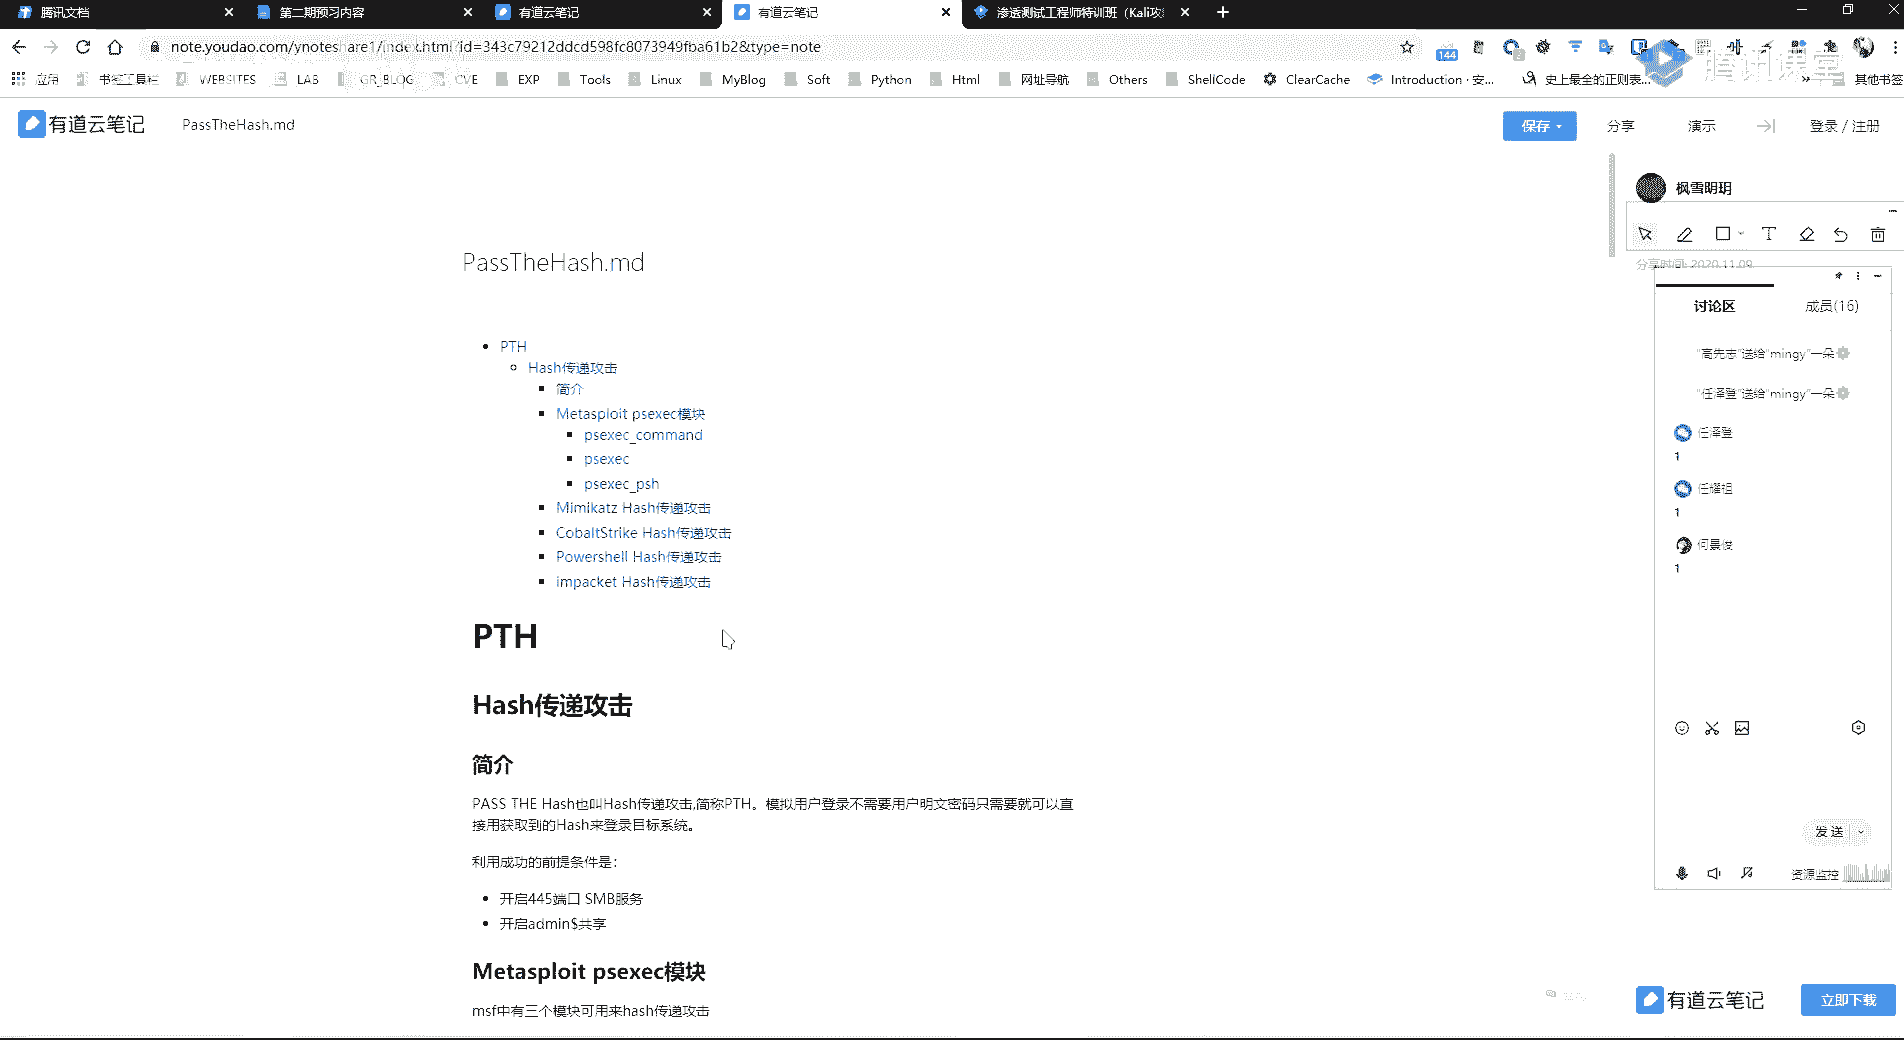 腾讯文档
第二期预习内容
有道云笔记
有道云笔记
渗透测试工程师特训班（Kali攻
note.youdao.com/ynoteshare1/index.html?id=343c79212ddcd598fc8073949fba61b2&type=note
144
2
应用
书签工具栏
WEBSITES
LAB
GR_BLOG
CVE
EXP
Tools
Linux
MyBlog
Soft
Python
Html
网址导航
Others
ShellCode
ClearCache
Introduction · 安...
史上最全的正则表...
»
其他书签
腾讯课堂
有道云笔记
PassTheHash.md
保存
分享
演示
登录 / 注册
枫雪明玥
分享时间: 2020.11.09
PassTheHash.md
PTH
Hash传递攻击
简介
Metasploit psexec模块
psexec_command
psexec
psexec_psh
Mimikatz Hash传递攻击
CobaltStrike Hash传递攻击
Powershell Hash传递攻击
impacket Hash传递攻击
PTH
Hash传递攻击
简介
PASS THE Hash也叫Hash传递攻击,简称PTH。模拟用户登录不需要用户明文密码只需要就可以直
接用获取到的Hash来登录目标系统。
利用成功的前提条件是：
开启445端口 SMB服务
开启admin$共享
Metasploit psexec模块
msf中有三个模块可用来hash传递攻击
讨论区
成员(16)
"高先志"送给"mingy"一朵
"任泽登"送给"mingy"一朵
任泽登
1
任耀祖
1
何景俊
1
发送
资源监控
有道云笔记
立即下载